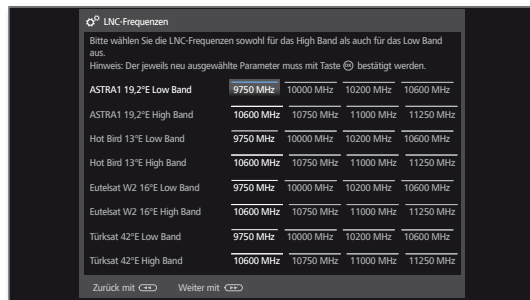 LNC-Frequenzen
Bitte wählen Sie die LNC-Frequenzen sowohl für das High Band als auch für das Low Band
aus.
Hinweis: Der jeweils neu ausgewählte Parameter muss mit Taste OK bestätigt werden.
ASTRA1 19,2°E Low Band 9750 MHz 10000 MHz 10200 MHz 10600 MHz
ASTRA1 19,2°E High Band 10600 MHz 10750 MHz 11000 MHz 11250 MHz
Hot Bird 13°E Low Band 9750 MHz 10000 MHz 10200 MHz 10600 MHz
Hot Bird 13°E High Band 10600 MHz 10750 MHz 11000 MHz 11250 MHz
Eutelsat W2 16°E Low Band 9750 MHz 10000 MHz 10200 MHz 10600 MHz
Eutelsat W2 16°E High Band 10600 MHz 10750 MHz 11000 MHz 11250 MHz
Türksat 42°E Low Band 9750 MHz 10000 MHz 10200 MHz 10600 MHz
Türksat 42°E High Band 10600 MHz 10750 MHz 11000 MHz 11250 MHz
Zurück mit Weiter mit